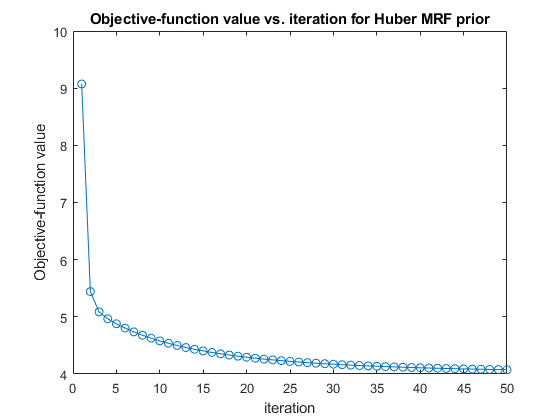 Objective-function value vs. iteration for Huber MRF prior
10
9
8
7
6
5
4
Objective-function value
0 5 10 15 20 25 30 35 40 45 50
iteration